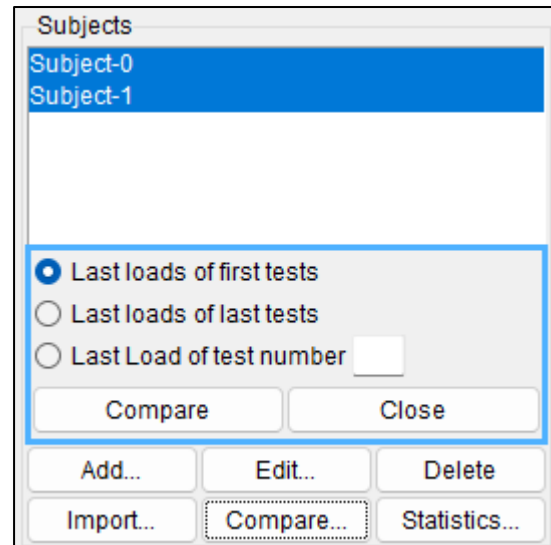 Subjects
Subject-0
Subject-1
Last loads of first tests
Last loads of last tests
Last Load of test number
Compare Close
Add... Edit... Delete
Import... Compare... Statistics...